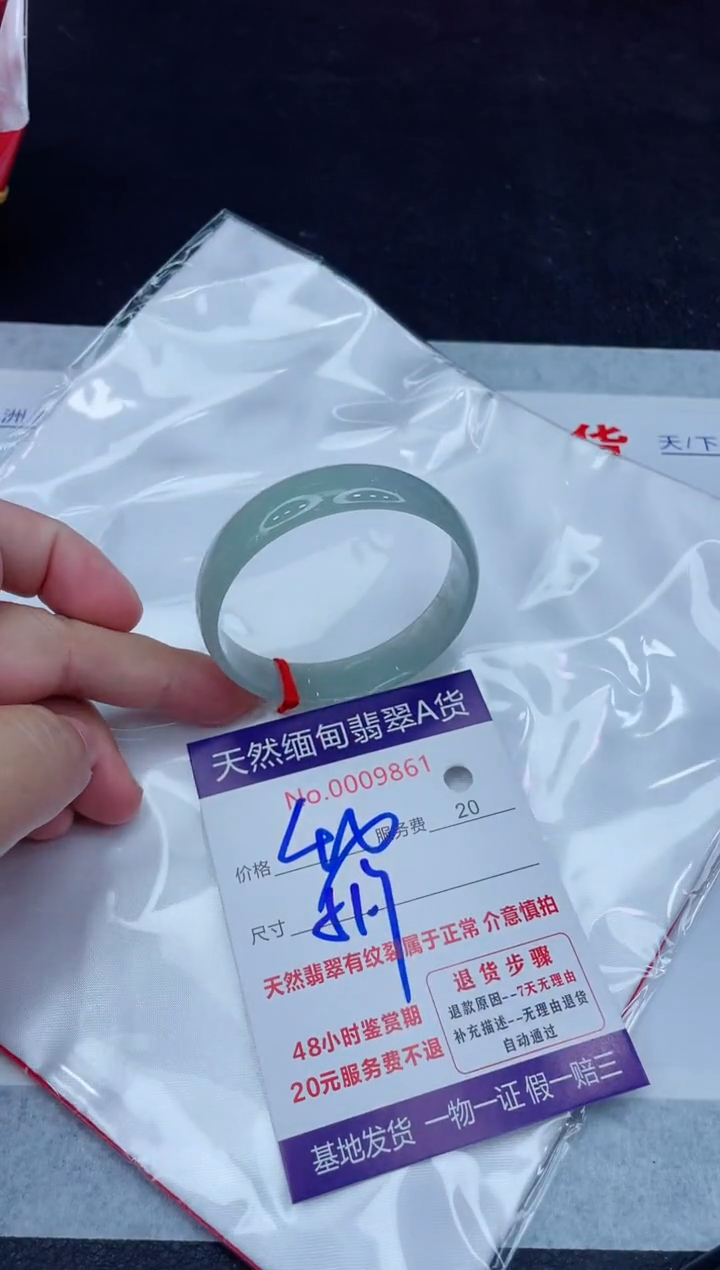 洲
货
天/下
天然缅甸翡翠A货
No.0009861
价格 服务费 20
尺寸
天然翡翠有纹裂属于正常 介意慎拍
48小时鉴赏期
20元服务费不退
退货步骤
退款原因--7天无理由
补充描述--无理由退货
自动通过
基地发货 一物一证 假一赔三